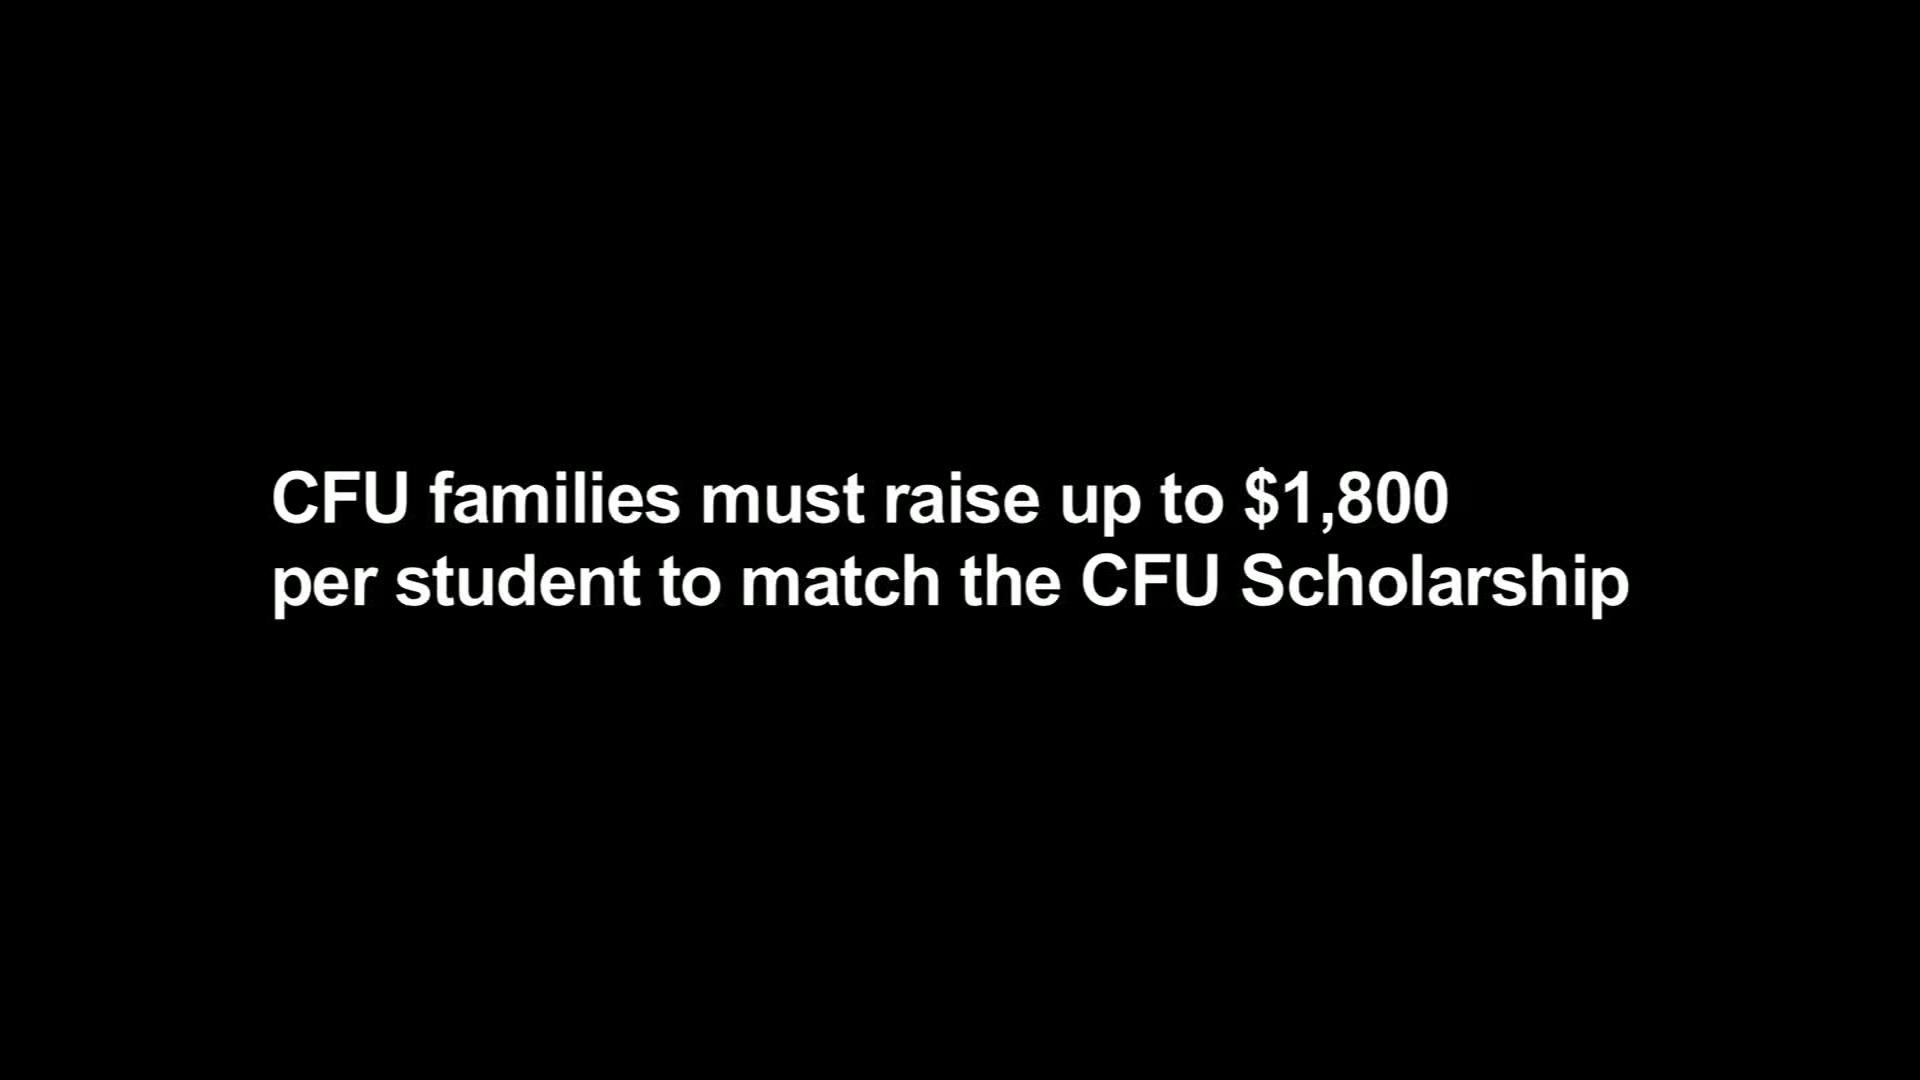 CFU families must raise up to $1,800
per student to match the CFU Scholarship